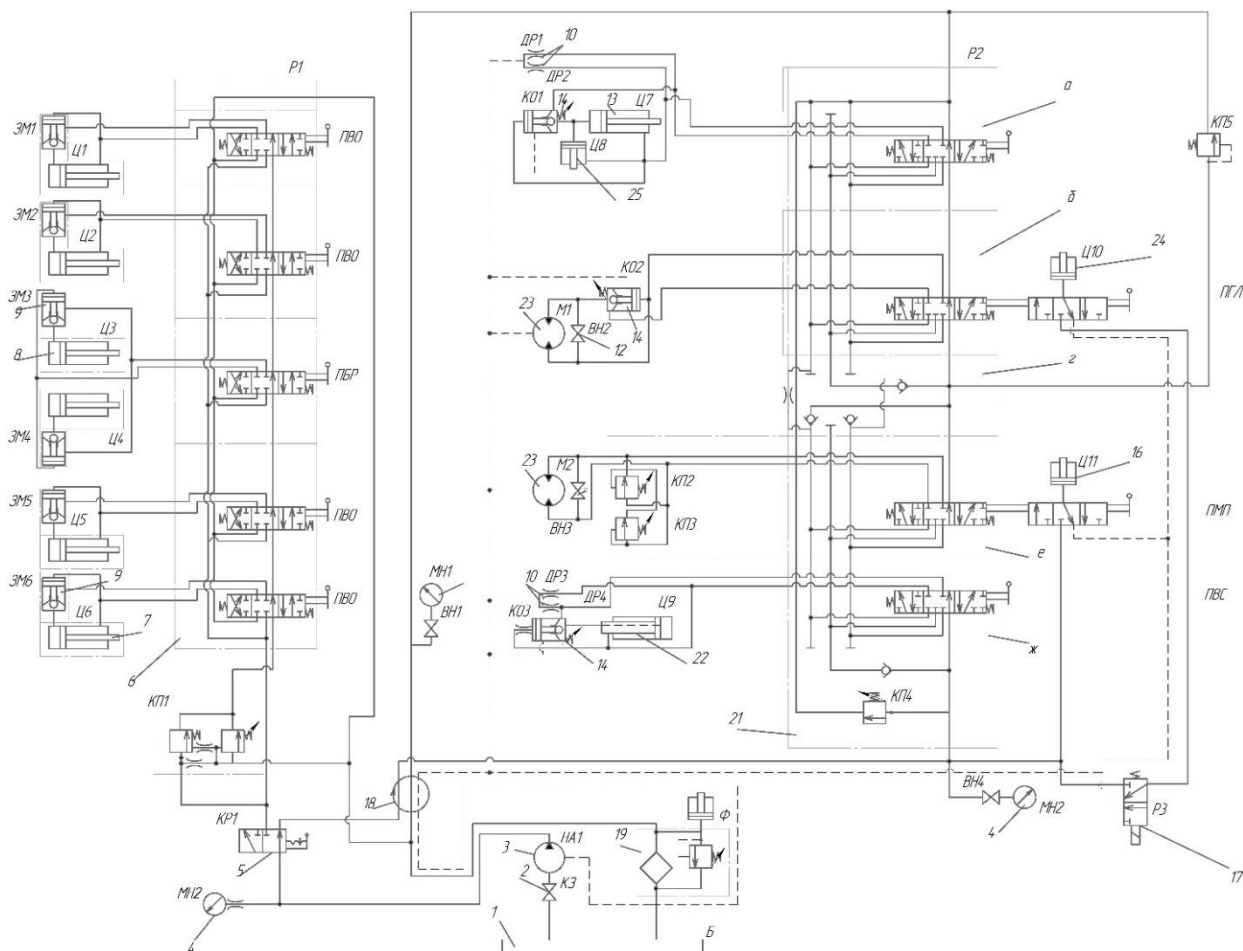 ДР1
10
Р1
Р2
ДР2
а
КО1
14
13
Ц7
ЗМ1
ПВО
КП5
Ц1
Ц8
25
б
ЗМ2
Ц2
Ц10
24
КО2
ПВО
ЗМ3
9
23
М1
ПГЛ
ВН2
14
Ц3
12
8
г
ПБР
ЗМ4
Ц4
М2
Ц11
16
23
КП2
ЗМ5
ПВО
ПМП
Ц5
ВН3
КП3
е
ЗМ6
9
МН1
10
ДР3
ДР4
Ц9
ПВС
Ц6
ПВО
ВН1
КО3
7
14
22
ж
6
КП4
КП1
21
18
ВН4
КР1
Ф
МН2
Р3
НА1
19
4
3
5
2
КЗ
17
МН2
1
Б
4